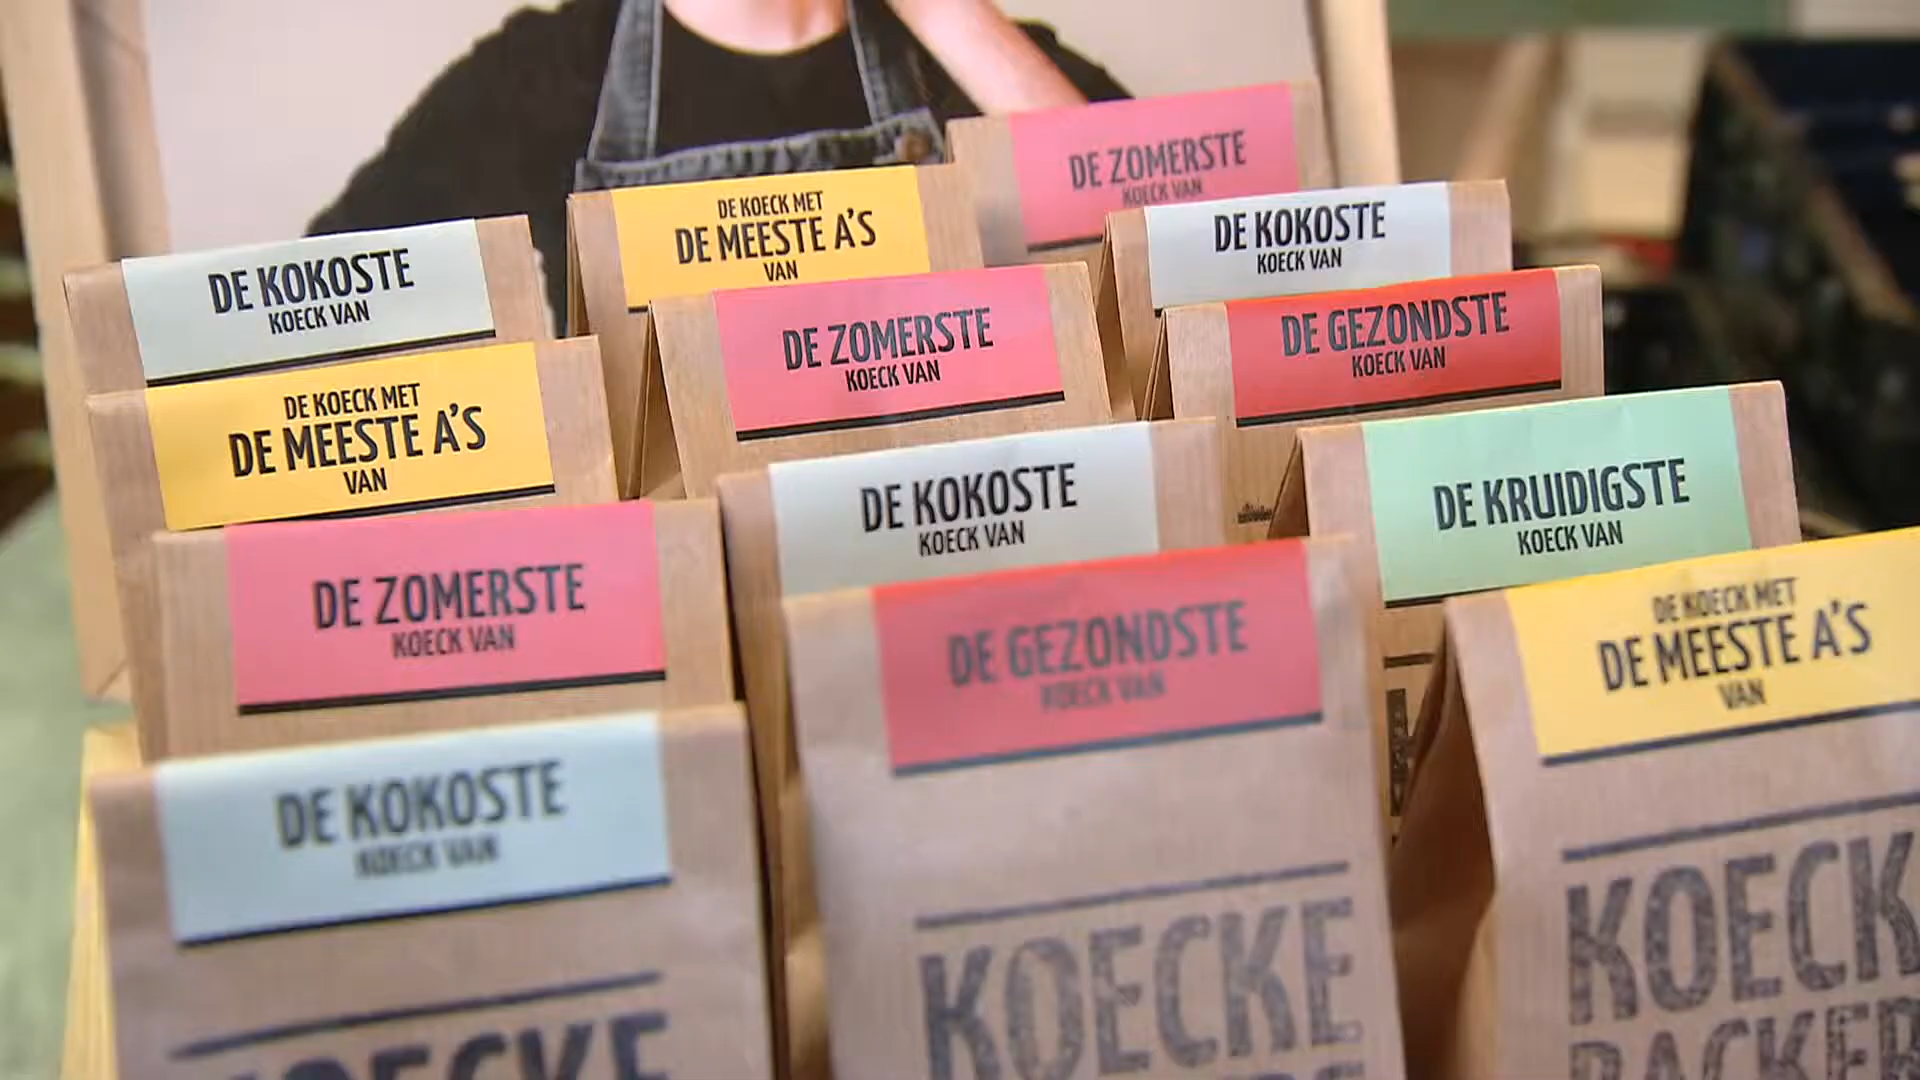 DE ZOMERSTE
KOECK VAN
DE KOECK MET
DE MEESTE A'S
VAN
DE KOKOSTE
KOECK VAN
DE KOKOSTE
KOECK VAN
DE ZOMERSTE
KOECK VAN
DE GEZONDSTE
KOECK VAN
DE KOECK MET
DE MEESTE A'S
VAN
DE KOKOSTE
KOECK VAN
DE KRUIDIGSTE
KOECK VAN
DE ZOMERSTE
KOECK VAN
DE GEZONDSTE
KOECK VAN
DE KOECK MET
DE MEESTE A'S
VAN
DE KOKOSTE
KOECK VAN
KOECKE
KOECK
BACKER
KOECKE